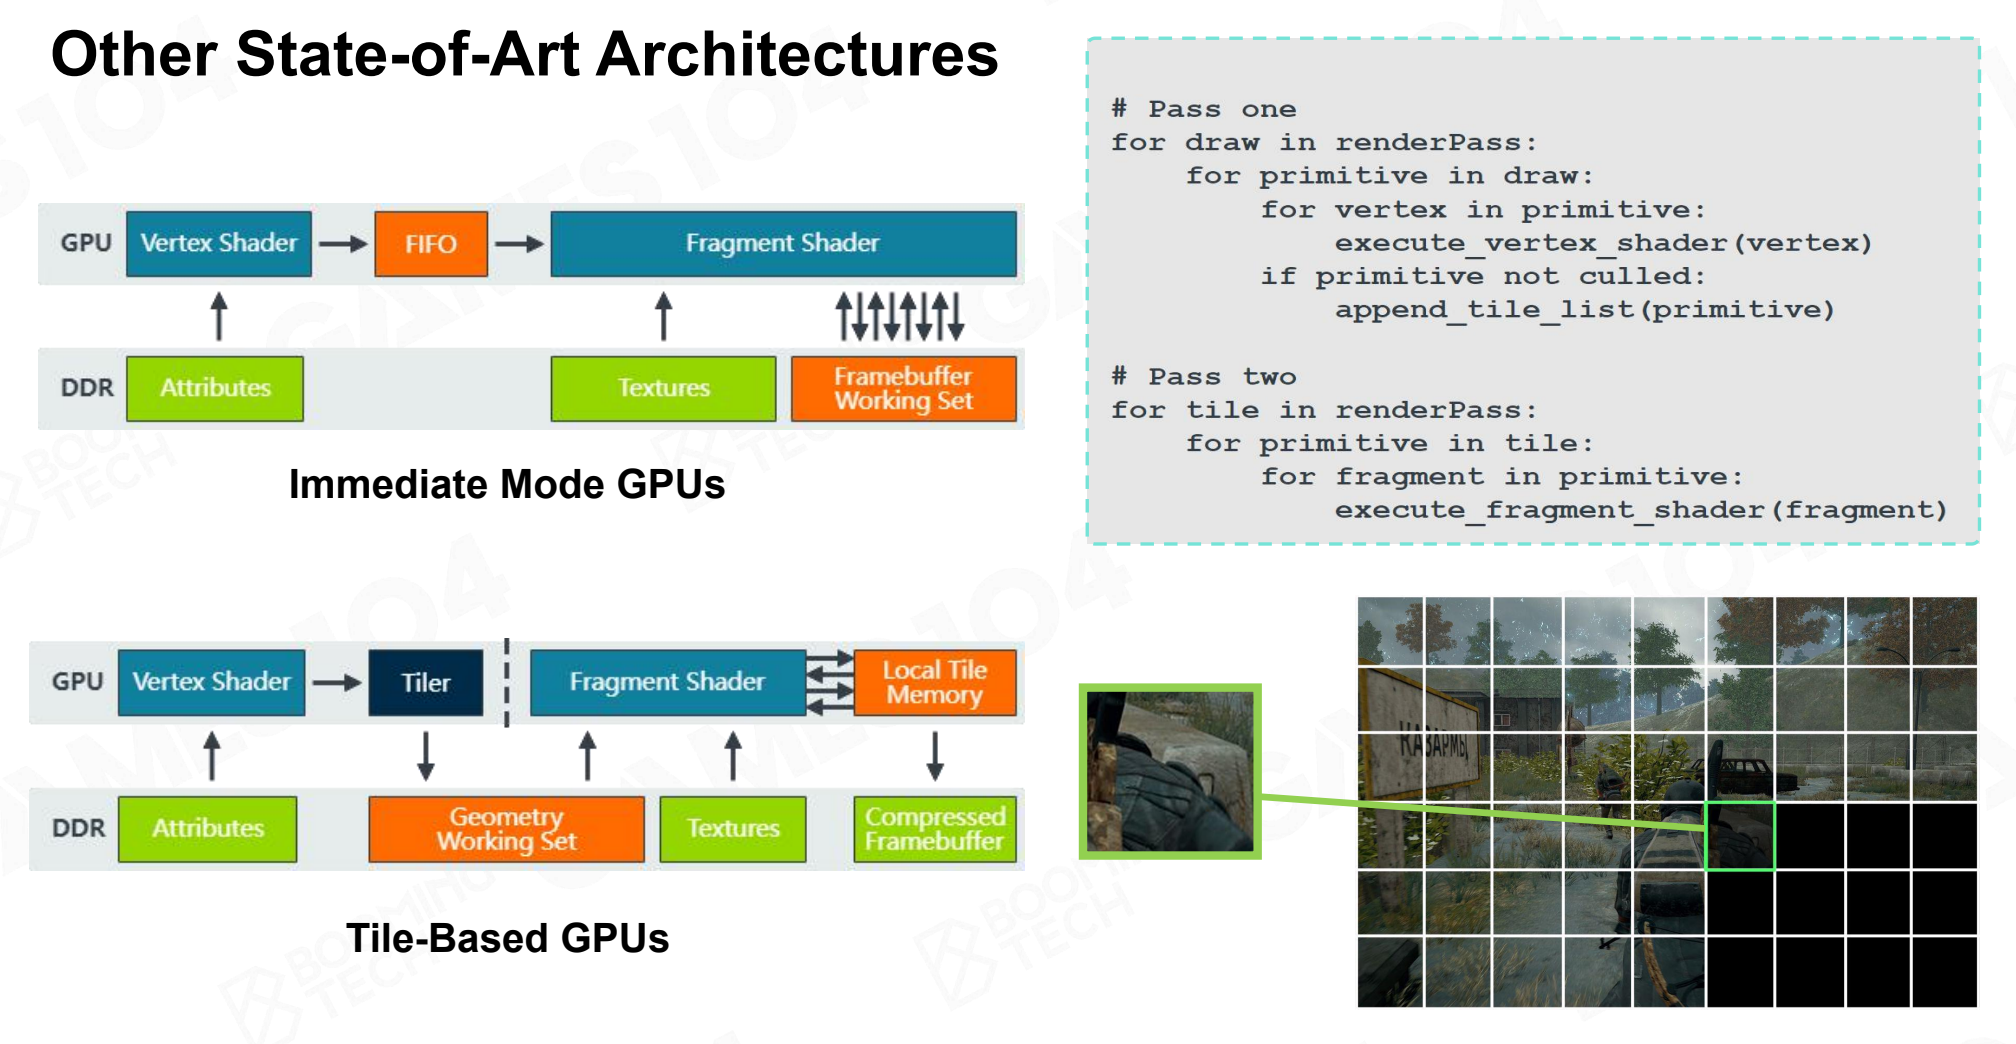 Other State-of-Art Architectures
GPU
Vertex Shader
FIFO
Fragment Shader
DDR
Attributes
Textures
Framebuffer
Working Set
Immediate Mode GPUs
GPU
Vertex Shader
Tiler
Fragment Shader
Local Tile
Memory
DDR
Attributes
Geometry
Working Set
Textures
Compressed
Framebuffer
Tile-Based GPUs
# Pass one
for draw in renderPass:
    for primitive in draw:
        for vertex in primitive:
            execute_vertex_shader(vertex)
        if primitive not culled:
            append_tile_list(primitive)
# Pass two
for tile in renderPass:
    for primitive in tile:
        for fragment in primitive:
            execute_fragment_shader(fragment)
КАЗАРМЫ
GAMES104
BOOMING
TECH